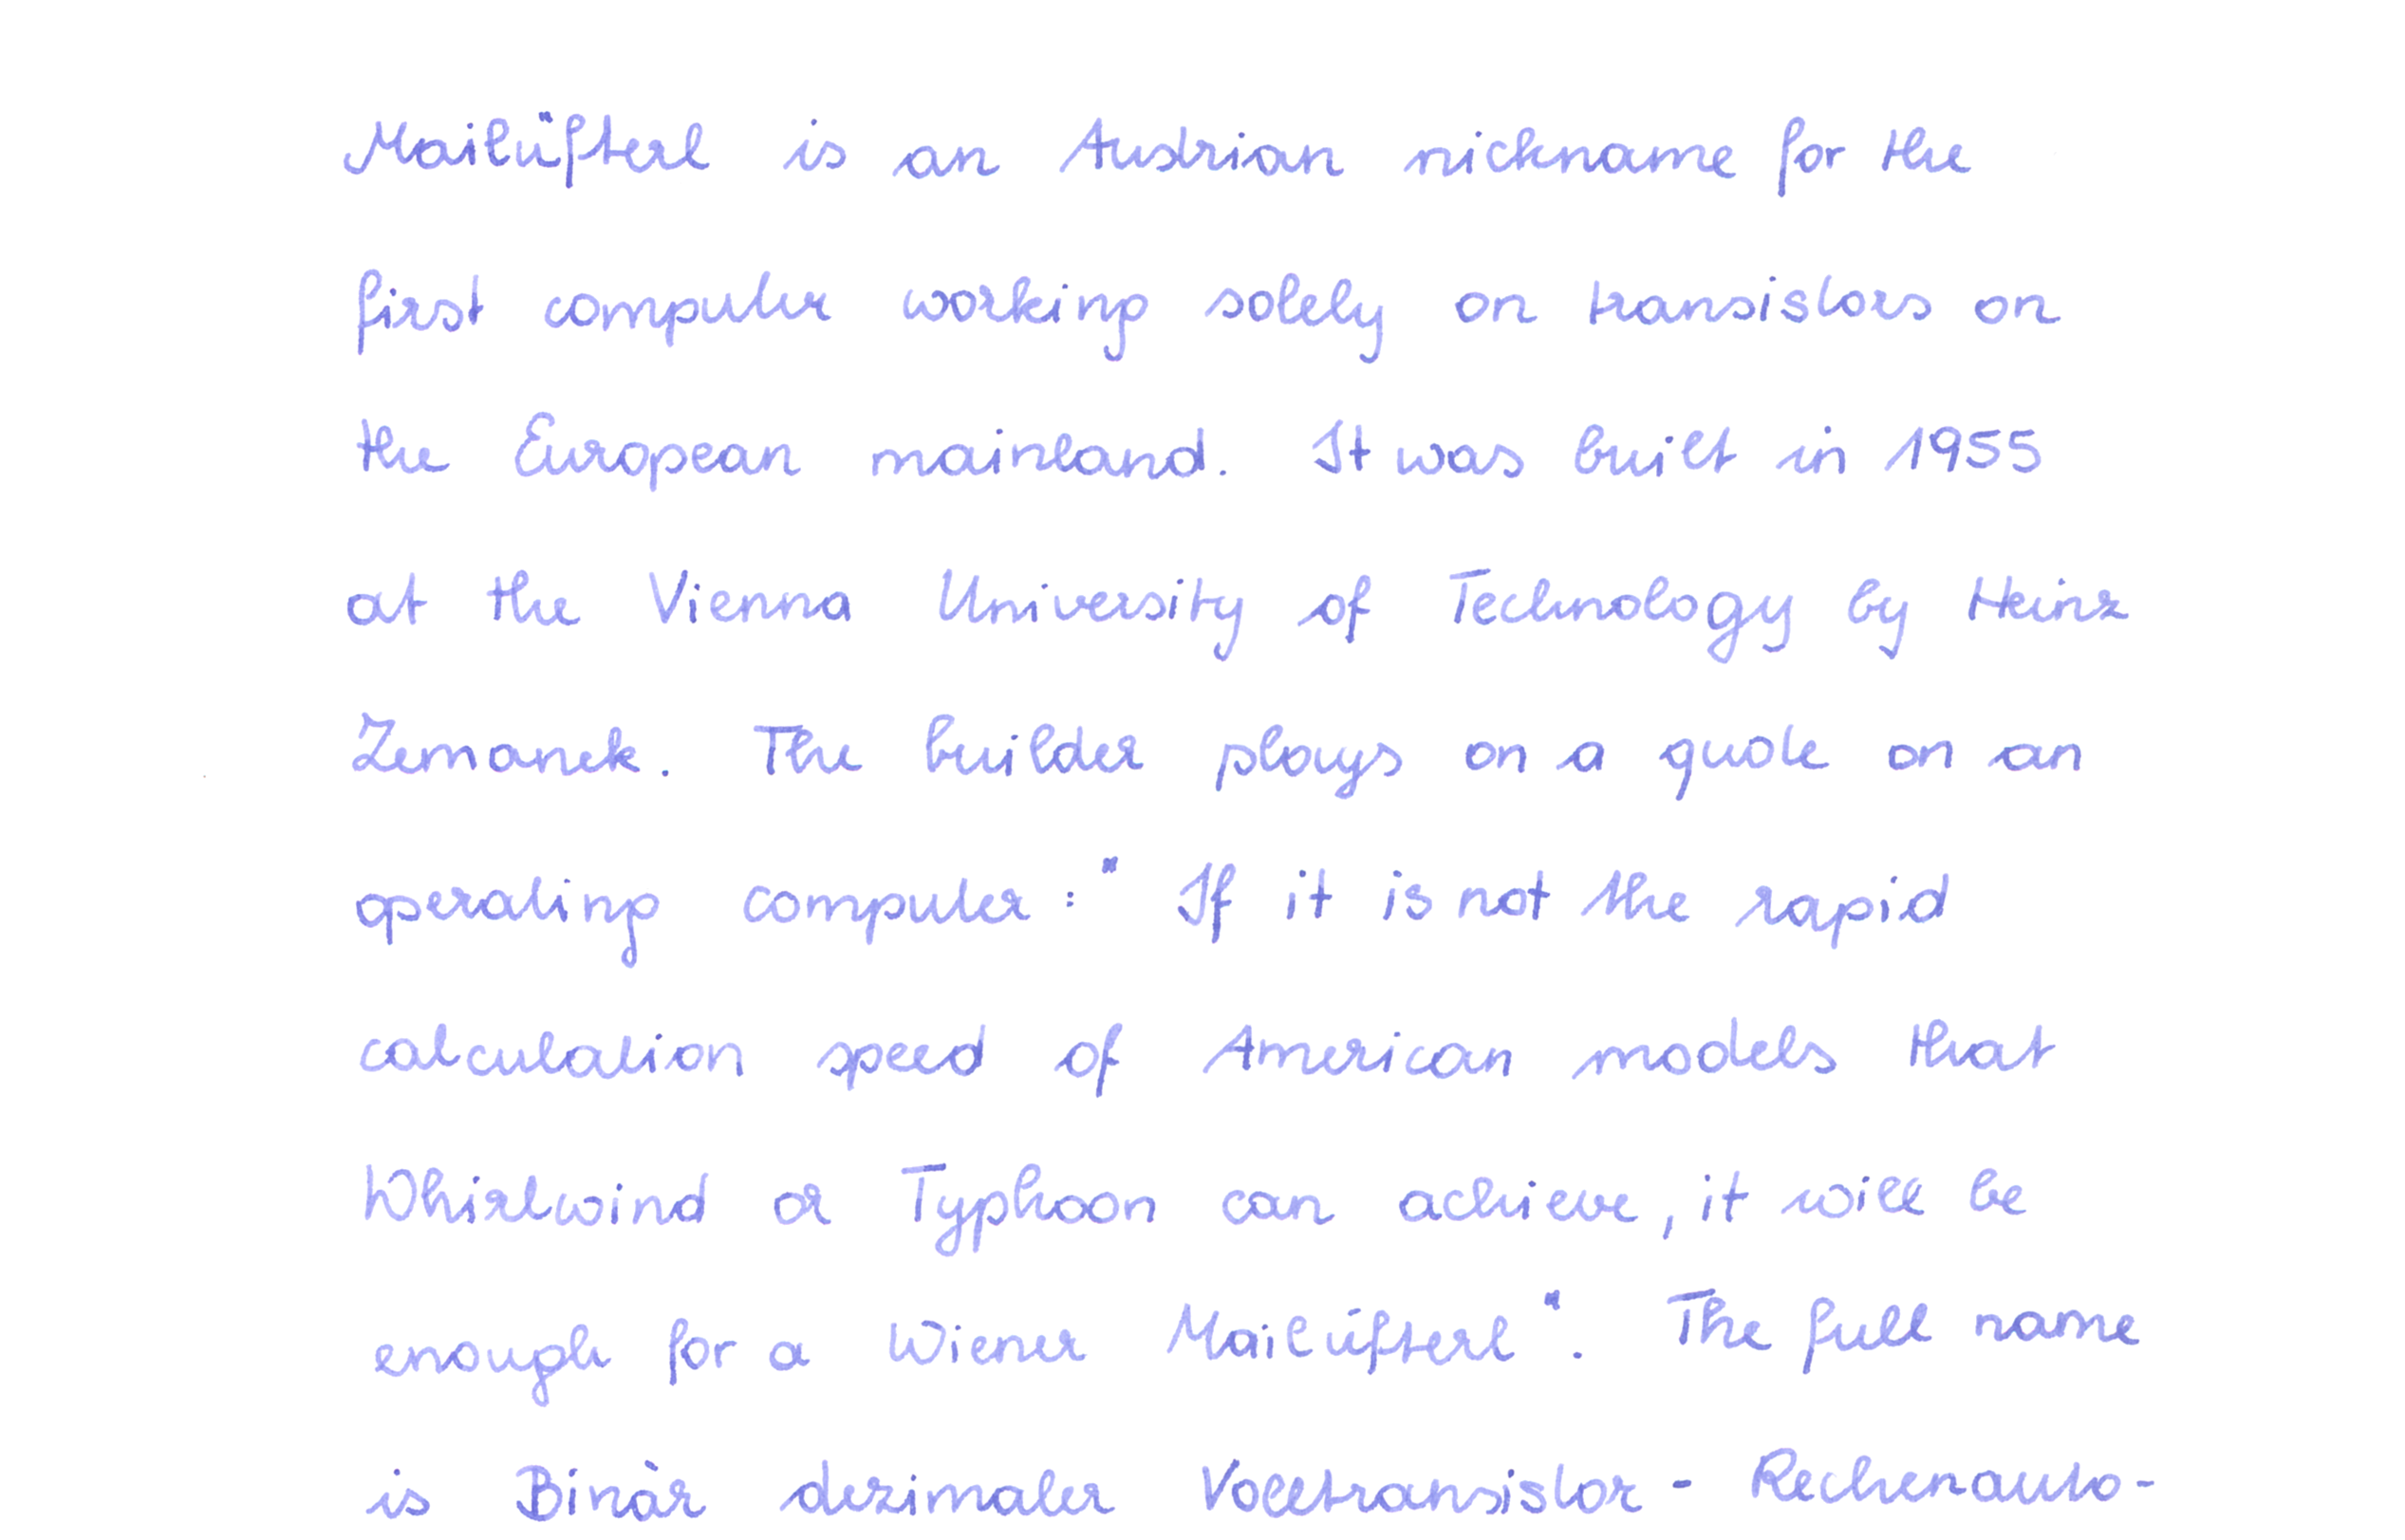 Mailüfterl is an Austrian nickname for the
first computer working solely on transistors on
the European mainland. It was built in 1955
at the Vienna University of Technology by Heinz
Zemanek. The builder plays on a quote on an
operating computer: "If it is not the rapid
calculation speed of American models that
Whirlwind or Typhoon can achieve, it will be
enough for a Wiener Mailüfterl". The full name
is Binär dezimaler Volltransistor - Rechenauto-